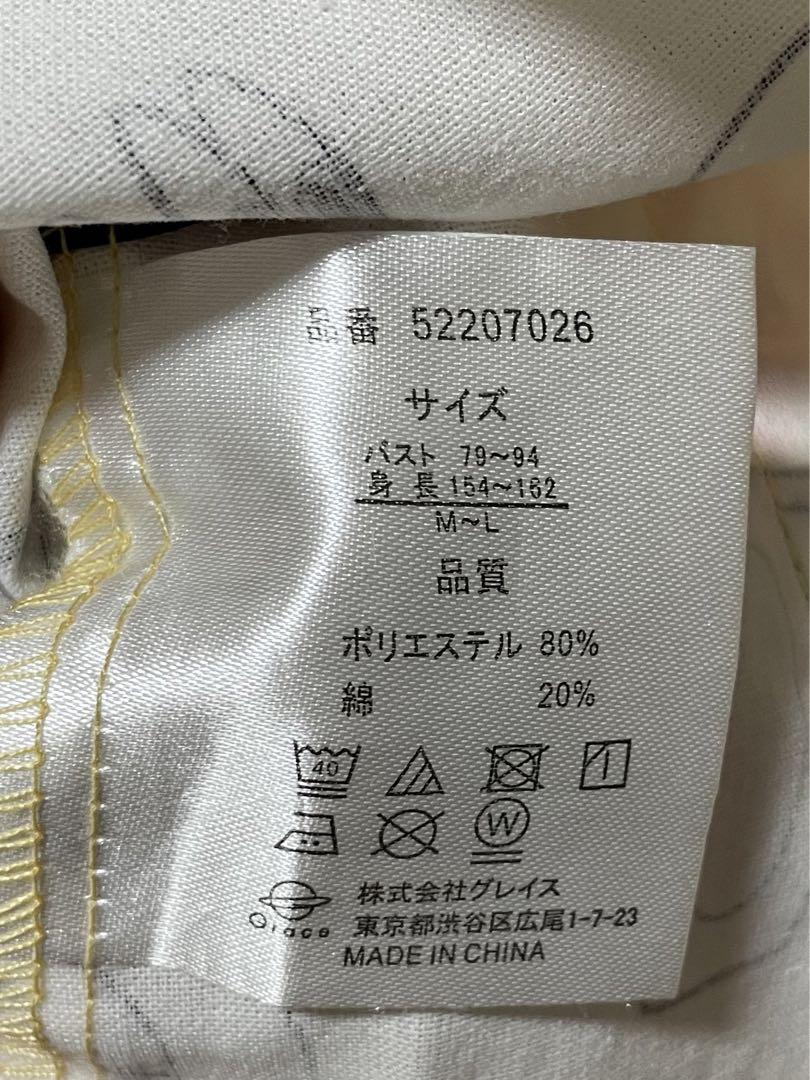 品番 52207026
サイズ
バスト 79~94
身長 154~162
M~L
品質
ポリエステル 80%
綿 20%
40
W
株式会社グレイス
東京都渋谷区広尾1-7-23
MADE IN CHINA